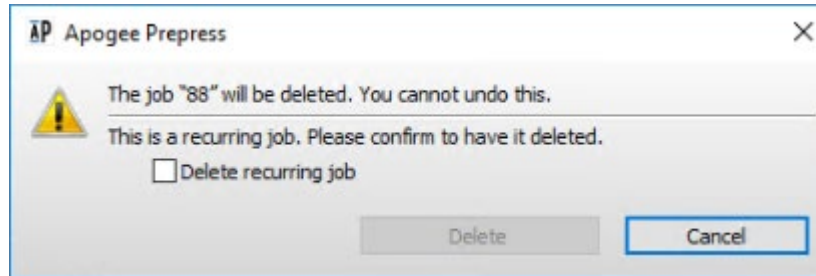 AP Apogee Prepress
The job "88" will be deleted. You cannot undo this.
This is a recurring job. Please confirm to have it deleted.
Delete recurring job
Delete Cancel